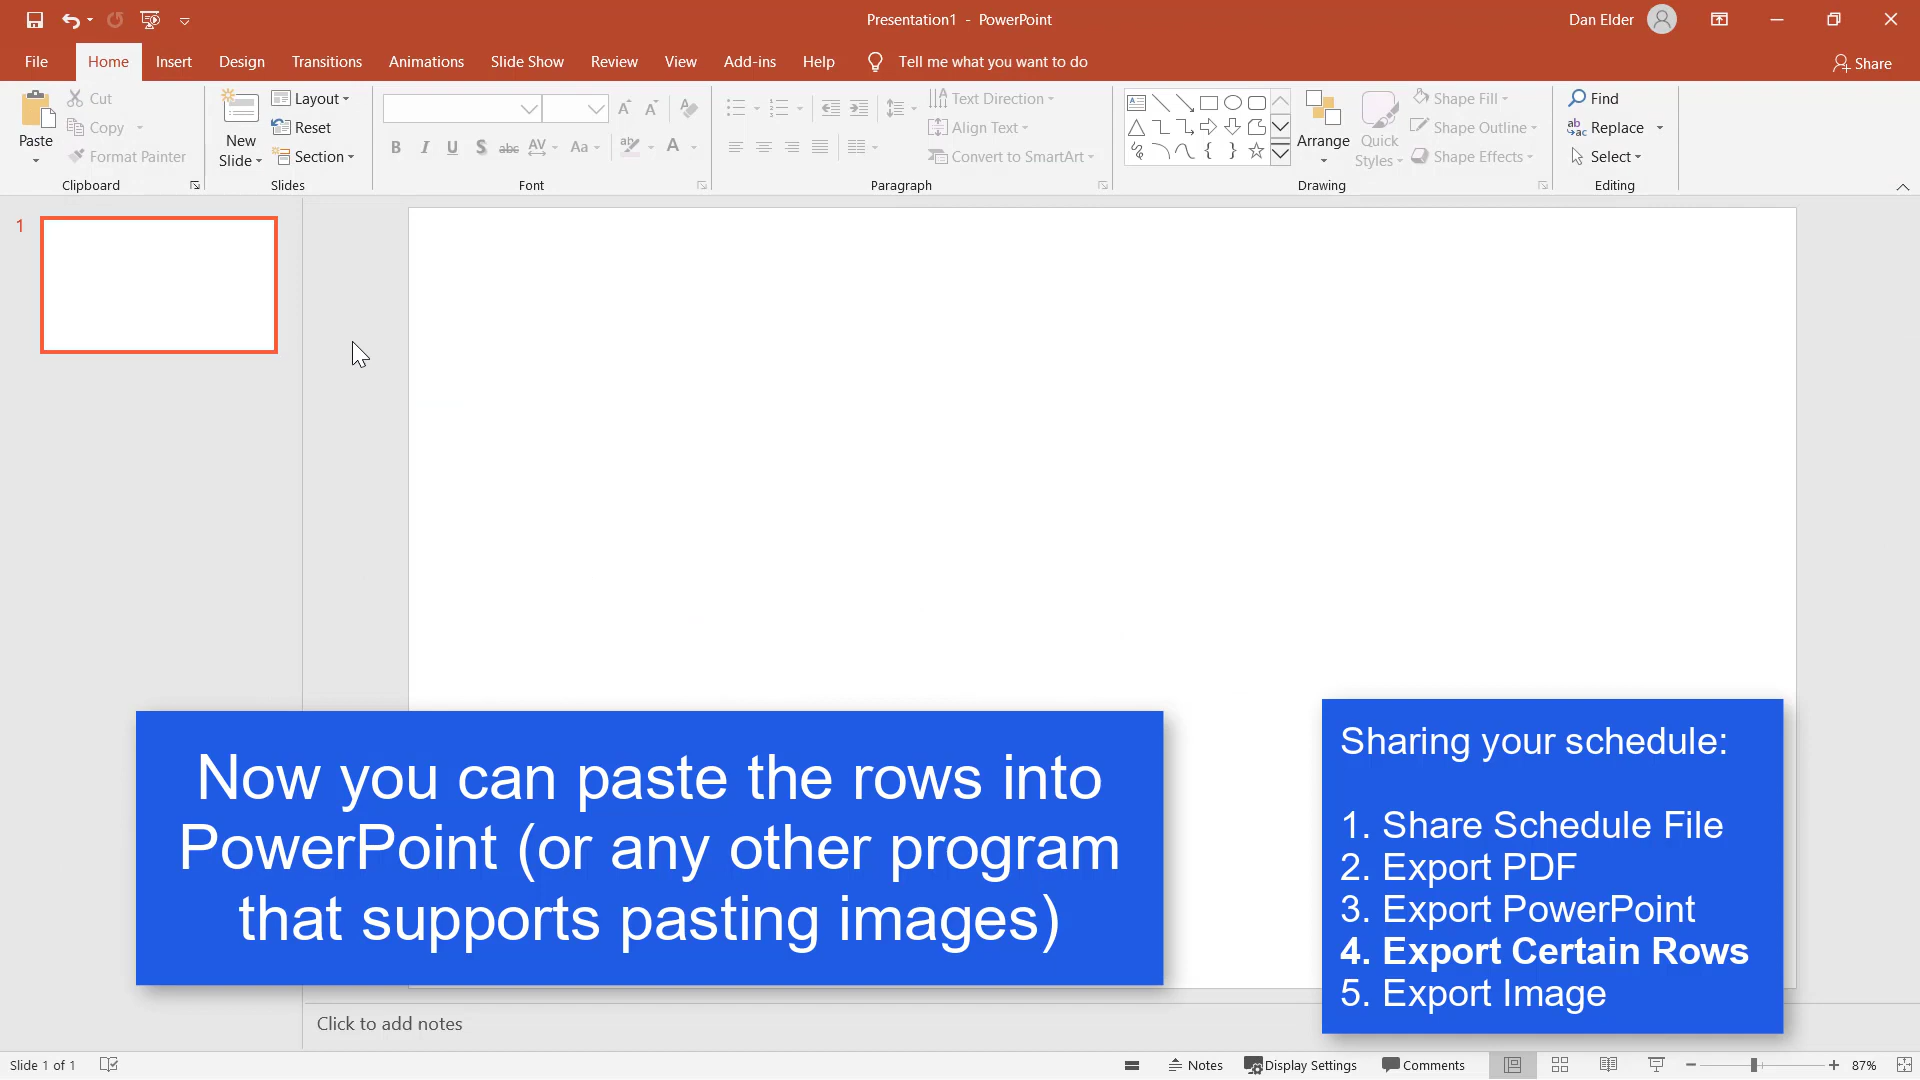 Presentation1 - PowerPoint
Dan Elder
File Home Insert Design Transitions Animations Slide Show Review View Add-ins Help Tell me what you want to do
Share
Paste
Cut
Copy
Format Painter
Clipboard
New
Slide
Layout
Reset
Section
Slides
B I U S abc AV Aa ab A
A A A
Font
Text Direction
Align Text
Convert to SmartArt
Paragraph
Arrange
Quick
Styles
Shape Fill
Shape Outline
Shape Effects
Drawing
Find
Replace
Select
Editing
1
Now you can paste the rows into
PowerPoint (or any other program
that supports pasting images)
Sharing your schedule:
1. Share Schedule File
2. Export PDF
3. Export PowerPoint
4. Export Certain Rows
5. Export Image
Click to add notes
Slide 1 of 1
Notes
Display Settings
Comments
87%